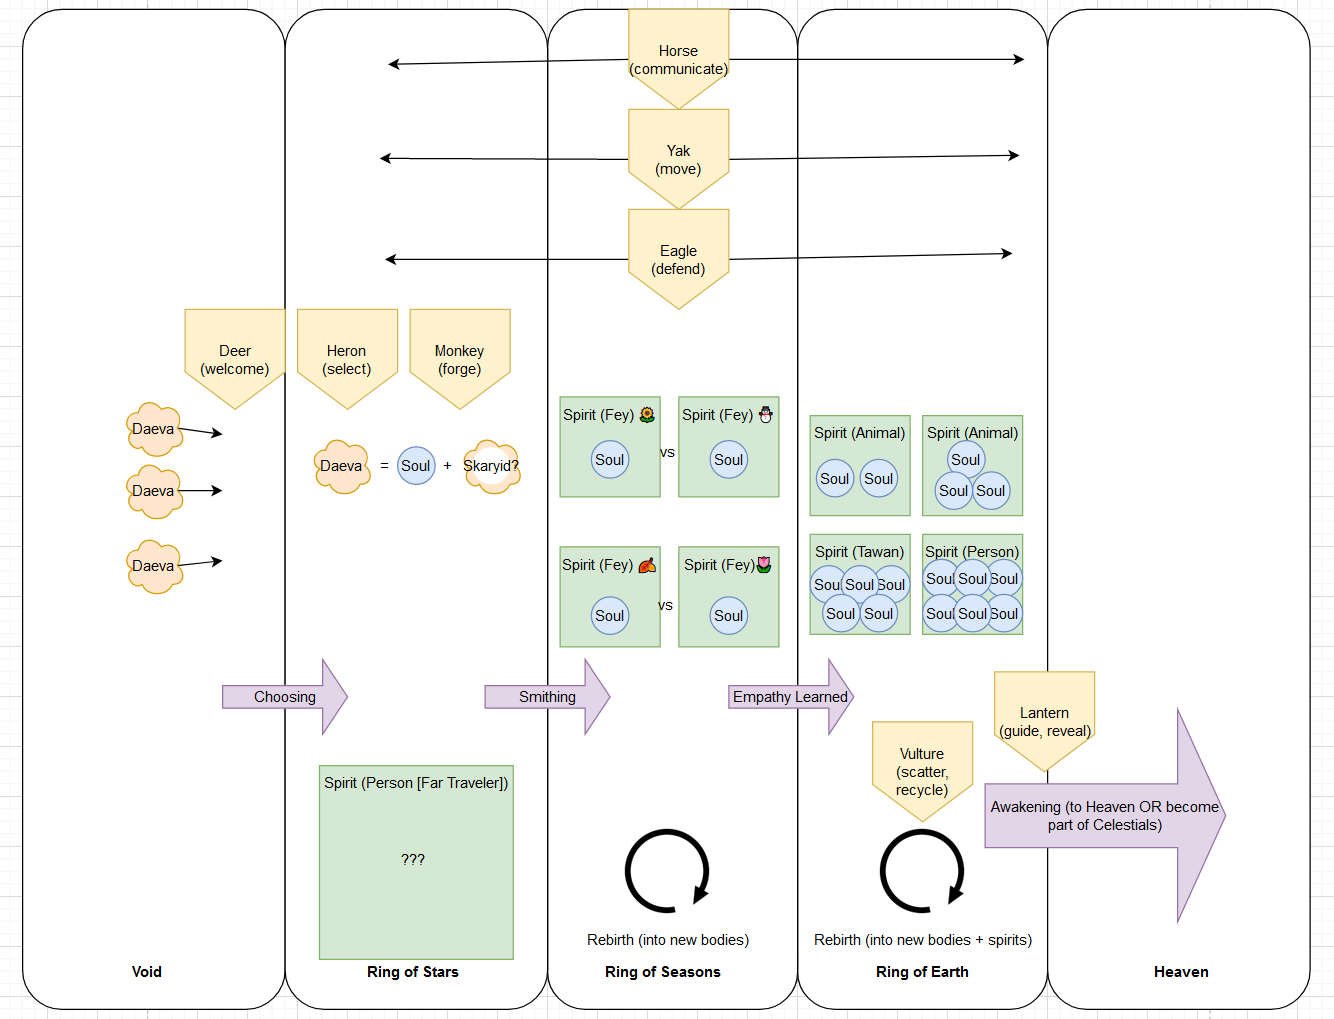 Horse
(communicate)
Yak
(move)
Eagle
(defend)
Deer
(welcome)
Heron
(select)
Monkey
(forge)
Daeva
Daeva
Daeva
Daeva
=
Soul
+
Skaryid?
Spirit (Fey) 🌻
Soul
vs
Spirit (Fey) ⛄
Soul
Spirit (Fey) 🍂
Soul
vs
Spirit (Fey)🌷
Soul
Spirit (Animal)
Soul
Soul
Spirit (Animal)
Soul
Soul
Soul
Spirit (Tawan)
Soul
Soul
Soul
Soul
Soul
Spirit (Person)
Soul
Soul
Soul
Soul
Soul
Soul
Choosing
Smithing
Empathy Learned
Lantern
(guide, reveal)
Vulture
(scatter,
recycle)
Awakening (to Heaven OR become
part of Celestials)
Spirit (Person [Far Traveler])
???
Rebirth (into new bodies)
Rebirth (into new bodies + spirits)
Void
Ring of Stars
Ring of Seasons
Ring of Earth
Heaven